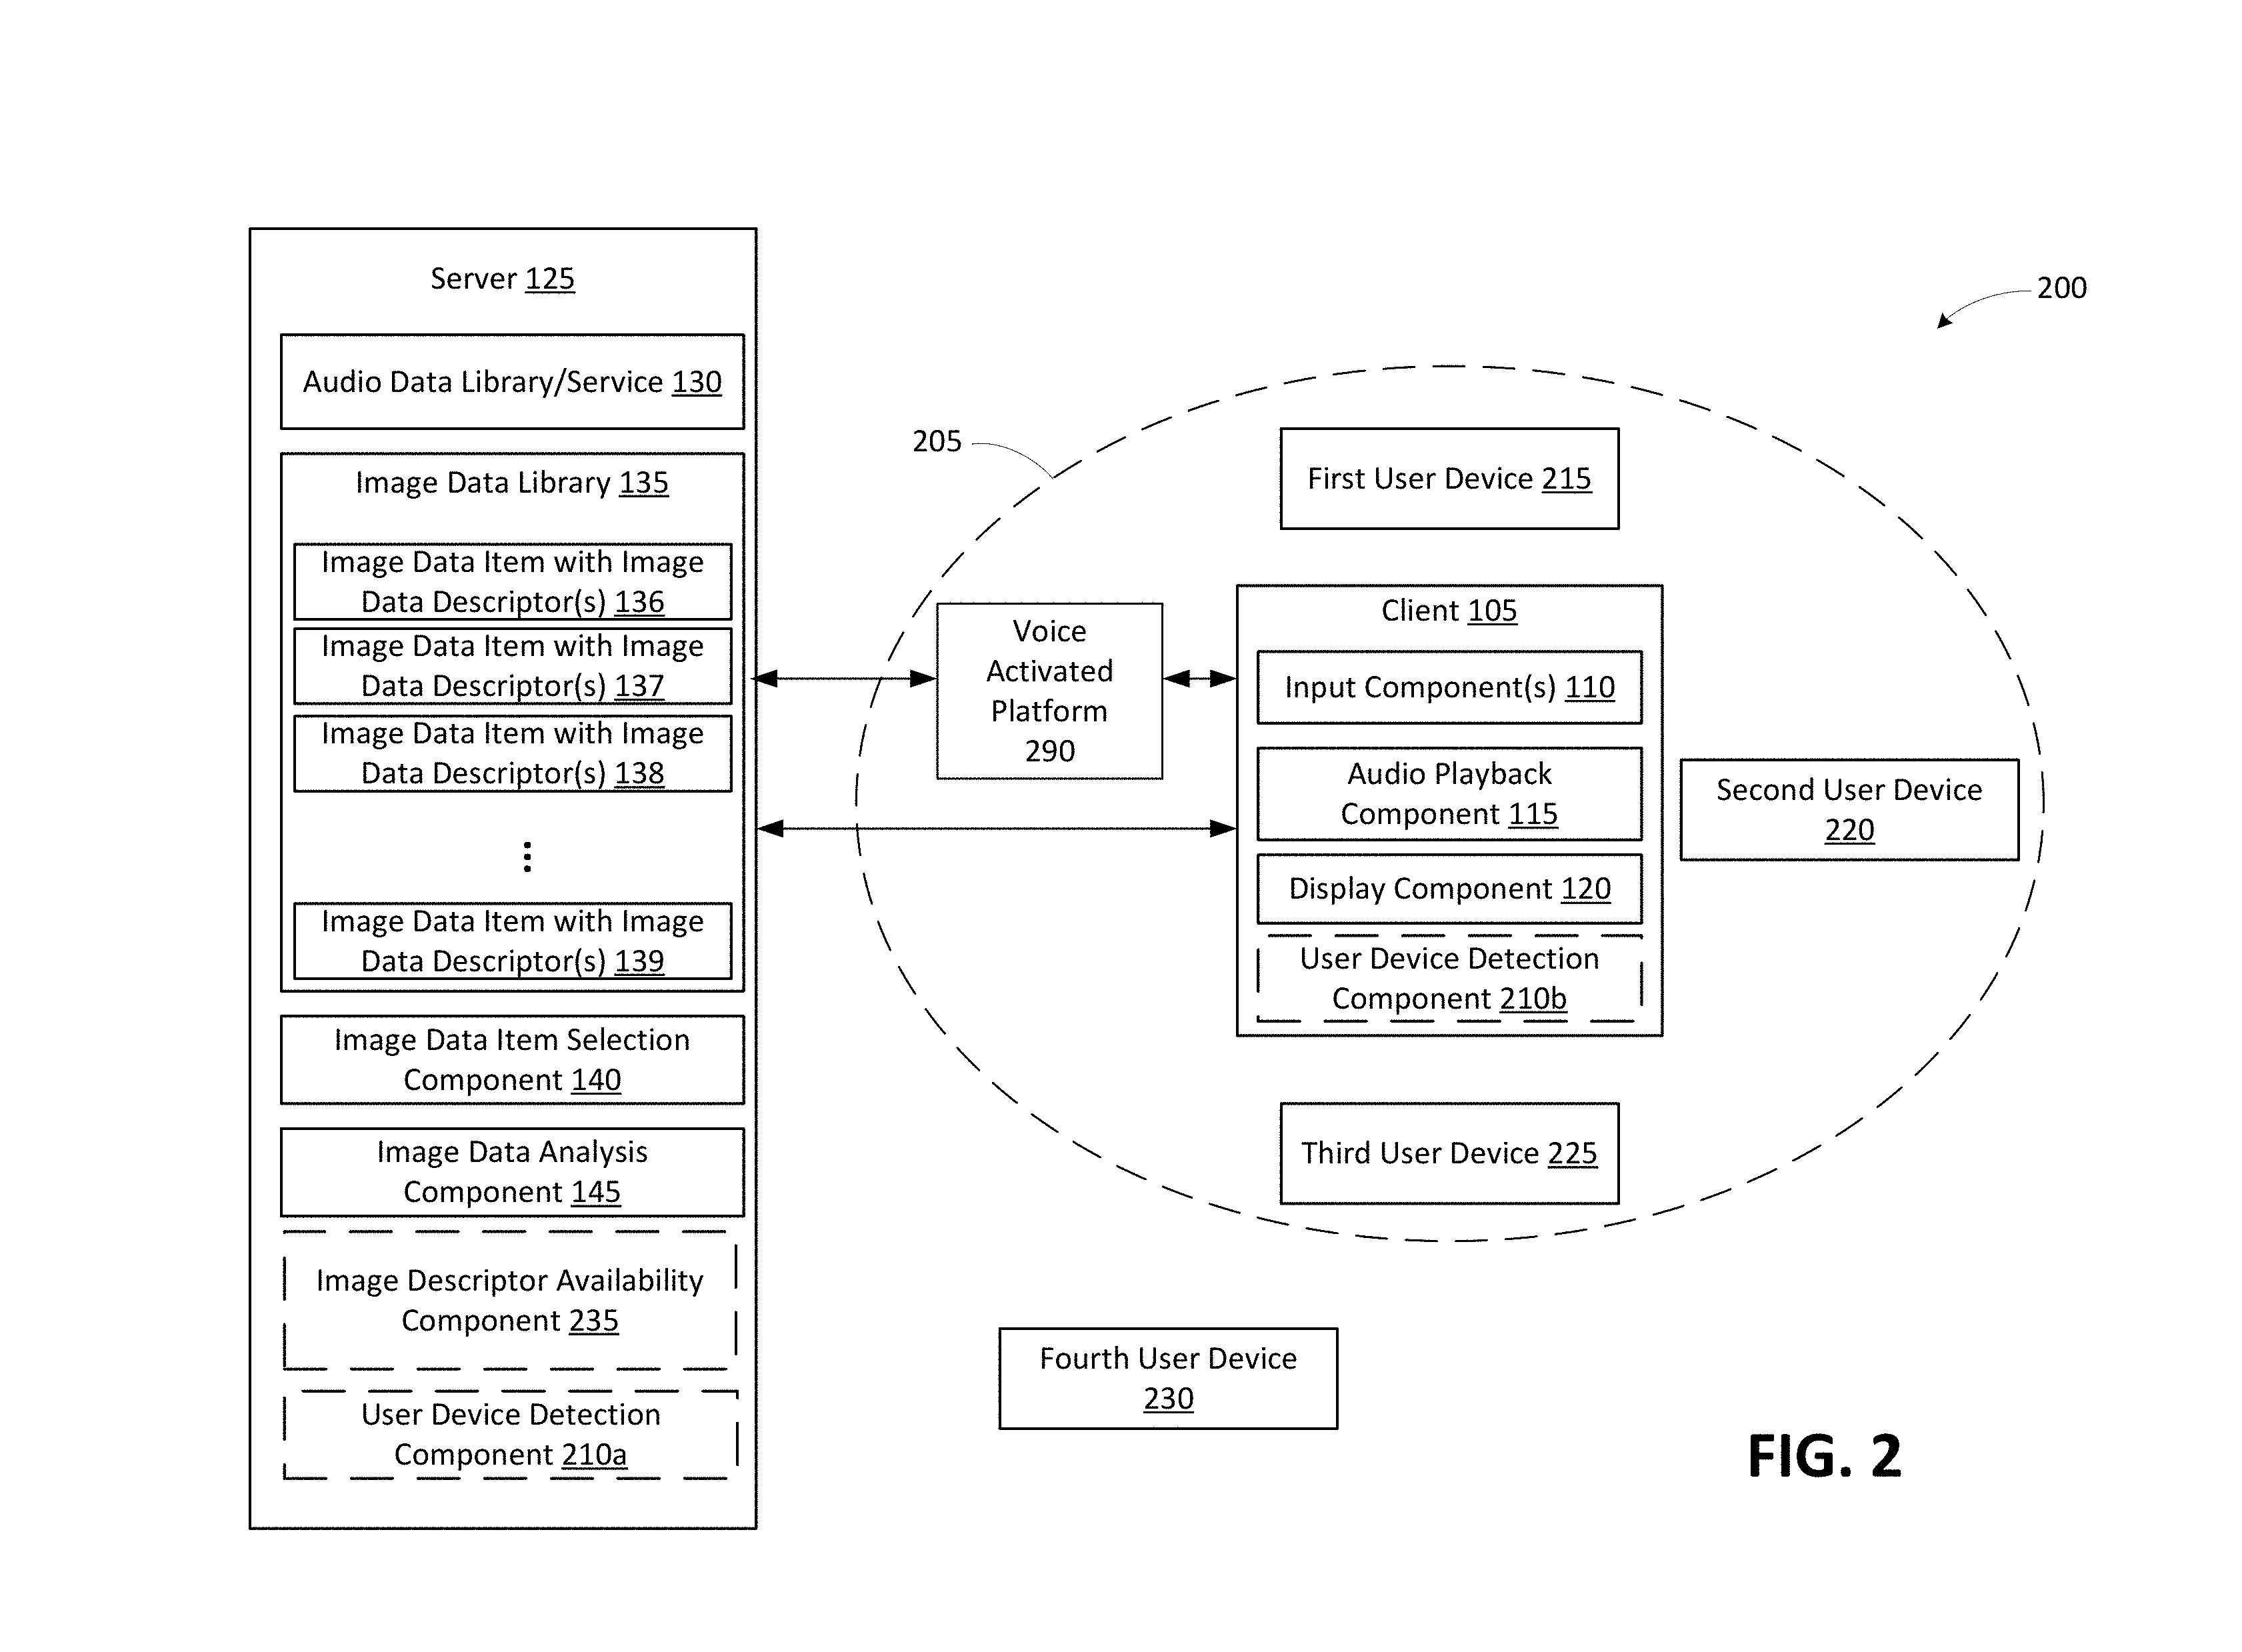 Server 125
Audio Data Library/Service 130
Image Data Library 135
Image Data Item with Image
Data Descriptor(s) 136
Image Data Item with Image
Data Descriptor(s) 137
Image Data Item with Image
Data Descriptor(s) 138
⋮
Image Data Item with Image
Data Descriptor(s) 139
Image Data Item Selection
Component 140
Image Data Analysis
Component 145
Image Descriptor Availability
Component 235
User Device Detection
Component 210a
200
205
First User Device 215
Voice
Activated
Platform
290
Client 105
Input Component(s) 110
Audio Playback
Component 115
Display Component 120
User Device Detection
Component 210b
Second User Device
220
Third User Device 225
Fourth User Device
230
FIG. 2